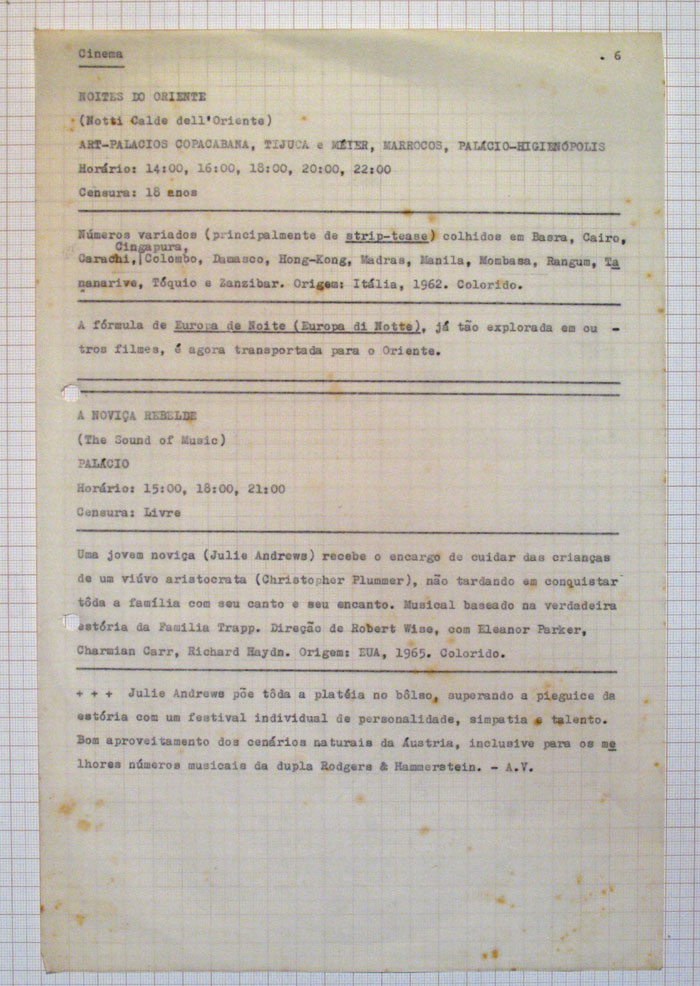 Cinema . 6
NOITES DO ORIENTE
(Notti Calde dell'Oriente)
ART-PALACIOS COPACABANA, TIJUCA e MÉIER, MARROCOS, PALÁCIO-HIGIENÓPOLIS
Horário: 14:00, 16:00, 18:00, 20:00, 22:00
Censura: 18 anos
Números variados (principalmente de strip-tease) colhidos em Basra, Cairo,
Cingapura,
Carachi,|Colombo, Damasco, Hong-Kong, Madras, Manila, Mombasa, Rangum, Ta
nanarive, Tóquio e Zanzibar. Origem: Itália, 1962. Colorido.
A fórmula de Europa de Noite (Europa di Notte), já tão explorada em ou -
tros filmes, é agora transportada para o Oriente.
A NOVIÇA REBELDE
(The Sound of Music)
PALÁCIO
Horário: 15:00, 18:00, 21:00
Censura: Livre
Uma jovem noviça (Julie Andrews) recebe o encargo de cuidar das crianças
de um viúvo aristocrata (Christopher Plummer), não tardando em conquistar
tôda a família com seu canto e seu encanto. Musical baseado na verdadeira
estória da Família Trapp. Direção de Robert Wise, com Eleanor Parker,
Charmian Carr, Richard Haydn. Origem: EUA, 1965. Colorido.
+ + + Julie Andrews põe tôda a platéia no bôlso, superando a pieguice da
estória com um festival individual de personalidade, simpatia e talento.
Bom aproveitamento dos cenários naturais da Áustria, inclusive para os me
lhores números musicais da dupla Rodgers & Hammerstein. - A.V.